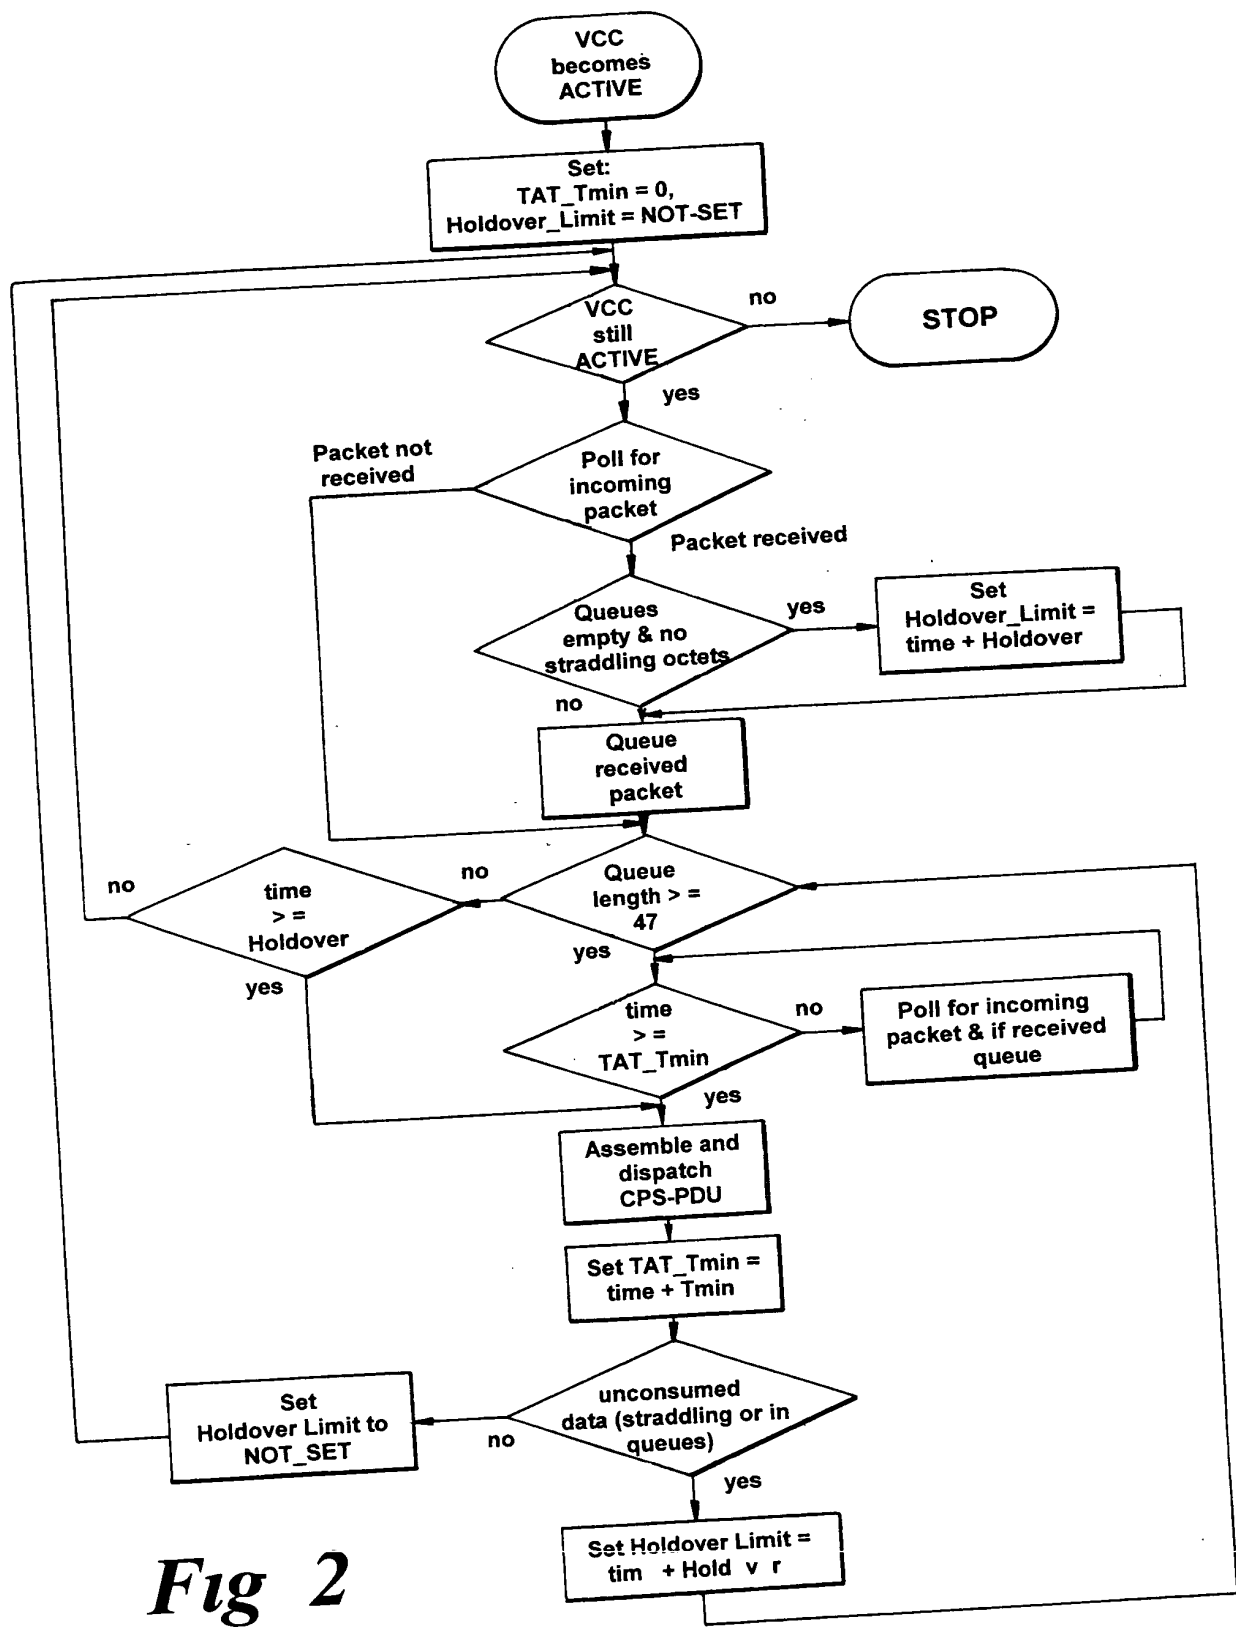 VCC
becomes
ACTIVE
Set:
TAT_Tmin = 0,
Holdover_Limit = NOT-SET
VCC
still
ACTIVE
no
STOP
yes
Packet not
received
Poll for
incoming
packet
Packet received
Queues
empty & no
straddling octets
yes
Set
Holdover_Limit =
time + Holdover
no
Queue
received
packet
no
time
> =
Holdover
no
Queue
length > =
47
yes
yes
time
> =
TAT_Tmin
no
Poll for incoming
packet & if received
queue
yes
Assemble and
dispatch
CPS-PDU
Set TAT_Tmin =
time + Tmin
Set
Holdover Limit to
NOT_SET
no
unconsumed
data (straddling or in
queues)
yes
Set Holdover Limit =
tim + Hold v r
Fig 2